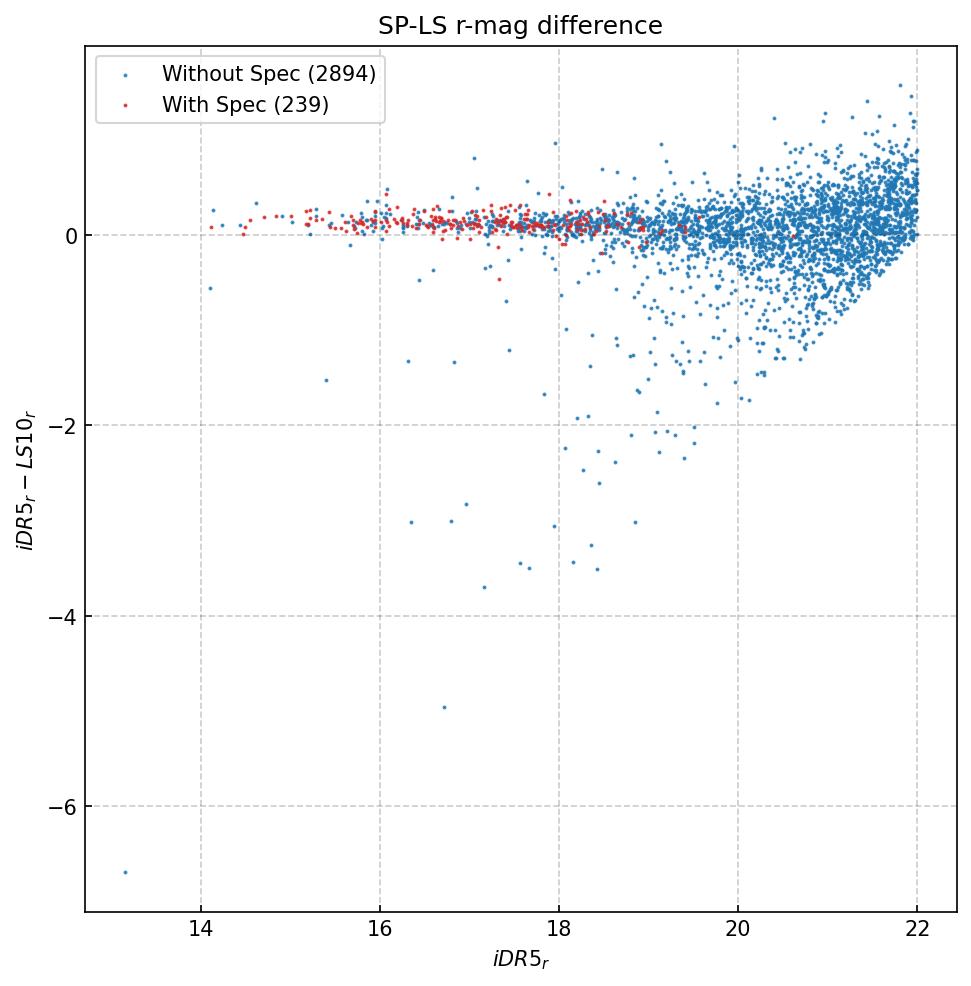 SP-LS r-mag difference
Without Spec (2894)
With Spec (239)
0
−2
−4
−6
iDR5r − LS10r
14
16
18
20
22
iDR5r